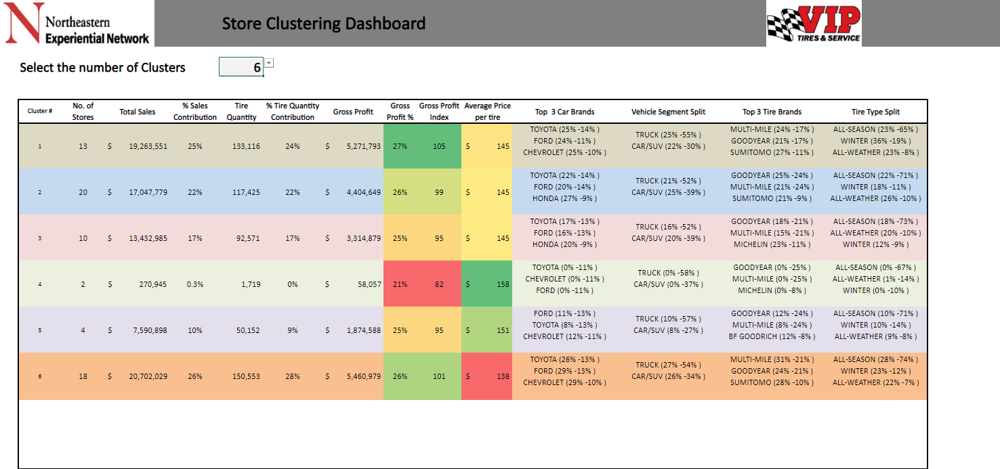 Northeastern
Experiential Network
Store Clustering Dashboard
VIP
TIRES & SERVICE
Select the number of Clusters
6
Cluster # No. of Stores Total Sales % Sales Contribution Tire Quantity % Tire Quantity Contribution Gross Profit Gross Profit % Gross Profit Index Average Price per tire Top 3 Car Brands Vehicle Segment Split Top 3 Tire Brands Tire Type Split
1 13 $ 19,263,551 25% 133,116 24% $ 5,271,793 27% 105 $ 145
TOYOTA (25% -14% ) TRUCK (25% -55% ) MULTI-MILE (24% -17% ) ALL-SEASON (23% -65% )
FORD (24% -11% ) CAR/SUV (22% -30% ) GOODYEAR (21% -17% ) WINTER (36% -19% )
CHEVROLET (25% -10% ) SUMITOMO (27% -11% ) ALL-WEATHER (23% -8% )
2 20 $ 17,047,779 22% 117,425 22% $ 4,404,649 26% 99 $ 145
TOYOTA (22% -14% ) TRUCK (21% -52% ) GOODYEAR (25% -24% ) ALL-SEASON (22% -71% )
FORD (20% -14% ) CAR/SUV (25% -39% ) MULTI-MILE (21% -24% ) WINTER (18% -11% )
HONDA (27% -9% ) SUMITOMO (21% -9% ) ALL-WEATHER (26% -10% )
3 10 $ 13,432,985 17% 92,571 17% $ 3,314,879 25% 95 $ 145
TOYOTA (17% -13% ) TRUCK (16% -52% ) GOODYEAR (18% -21% ) ALL-SEASON (18% -73% )
FORD (16% -13% ) CAR/SUV (20% -39% ) MULTI-MILE (15% -21% ) ALL-WEATHER (20% -10% )
HONDA (20% -9% ) MICHELIN (23% -11% ) WINTER (12% -9% )
4 2 $ 270,945 0.3% 1,719 0% $ 58,057 21% 82 $ 158
TOYOTA (0% -11% ) TRUCK (0% -58% ) GOODYEAR (0% -25% ) ALL-SEASON (0% -67% )
CHEVROLET (0% -11% ) CAR/SUV (0% -37% ) MULTI-MILE (0% -25% ) ALL-WEATHER (1% -14% )
FORD (0% -11% ) MICHELIN (0% -8% ) WINTER (0% -10% )
5 4 $ 7,590,898 10% 50,152 9% $ 1,874,588 25% 95 $ 151
FORD (11% -13% ) TRUCK (10% -57% ) GOODYEAR (12% -24% ) ALL-SEASON (10% -71% )
TOYOTA (8% -13% ) CAR/SUV (8% -27% ) MULTI-MILE (8% -24% ) WINTER (10% -14% )
CHEVROLET (12% -11% ) BF GOODRICH (12% -8% ) ALL-WEATHER (9% -8% )
6 18 $ 20,702,029 26% 150,553 28% $ 5,460,979 26% 101 $ 138
TOYOTA (26% -13% ) TRUCK (27% -54% ) MULTI-MILE (31% -21% ) ALL-SEASON (28% -74% )
FORD (29% -13% ) CAR/SUV (26% -34% ) GOODYEAR (24% -21% ) WINTER (23% -12% )
CHEVROLET (29% -10% ) SUMITOMO (28% -10% ) ALL-WEATHER (22% -7% )